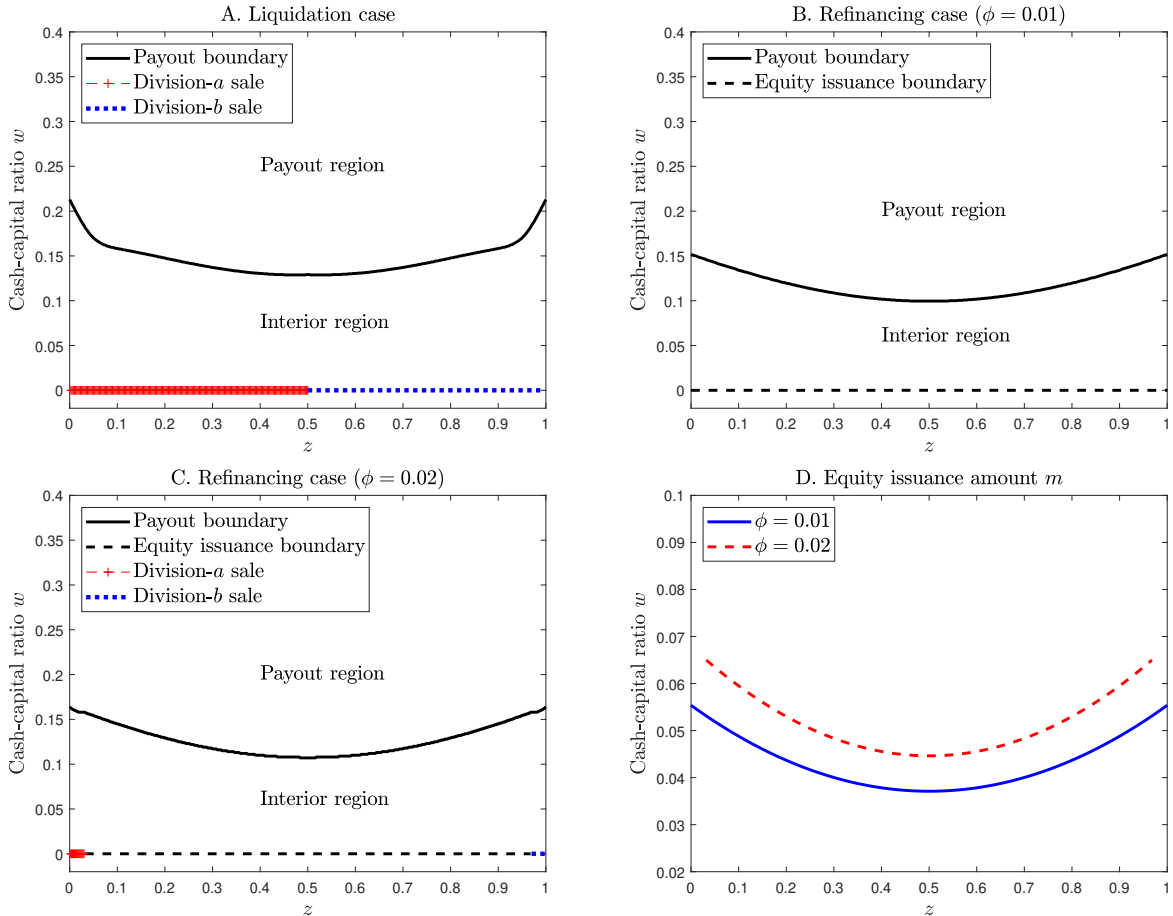 A. Liquidation case
Cash-capital ratio w
0.4
0.35
0.3
0.25
0.2
0.15
0.1
0.05
0
Payout boundary
Division-a sale
Division-b sale
Payout region
Interior region
0 0.1 0.2 0.3 0.4 0.5 0.6 0.7 0.8 0.9 1
z
B. Refinancing case (ϕ = 0.01)
Cash-capital ratio w
0.4
0.35
0.3
0.25
0.2
0.15
0.1
0.05
0
Payout boundary
Equity issuance boundary
Payout region
Interior region
0 0.1 0.2 0.3 0.4 0.5 0.6 0.7 0.8 0.9 1
z
C. Refinancing case (ϕ = 0.02)
Cash-capital ratio w
0.4
0.35
0.3
0.25
0.2
0.15
0.1
0.05
0
Payout boundary
Equity issuance boundary
Division-a sale
Division-b sale
Payout region
Interior region
0 0.1 0.2 0.3 0.4 0.5 0.6 0.7 0.8 0.9 1
z
D. Equity issuance amount m
Cash-capital ratio w
0.1
0.09
0.08
0.07
0.06
0.05
0.04
0.03
0.02
ϕ = 0.01
ϕ = 0.02
0 0.1 0.2 0.3 0.4 0.5 0.6 0.7 0.8 0.9 1
z